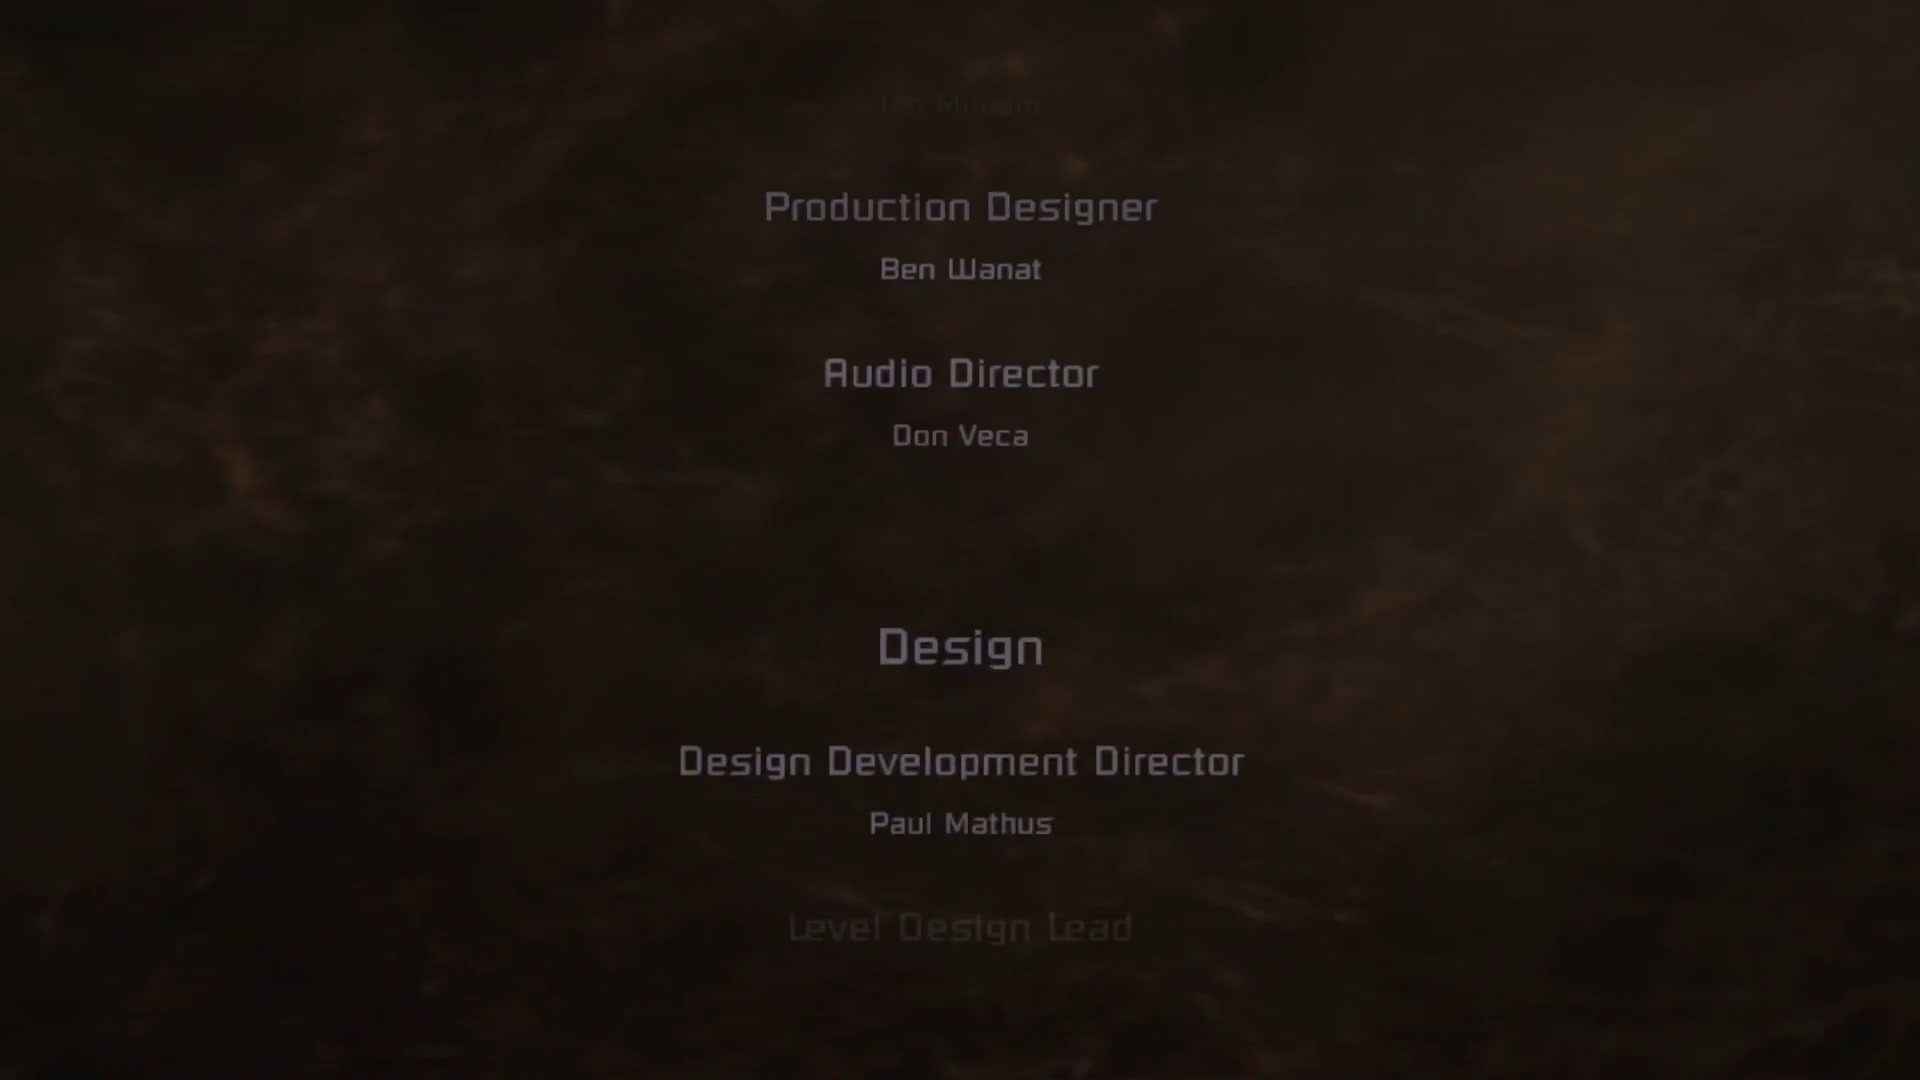 Production Designer
Ben Wanat
Audio Director
Don Veca
Design
Design Development Director
Paul Mathus
Level Design Lead